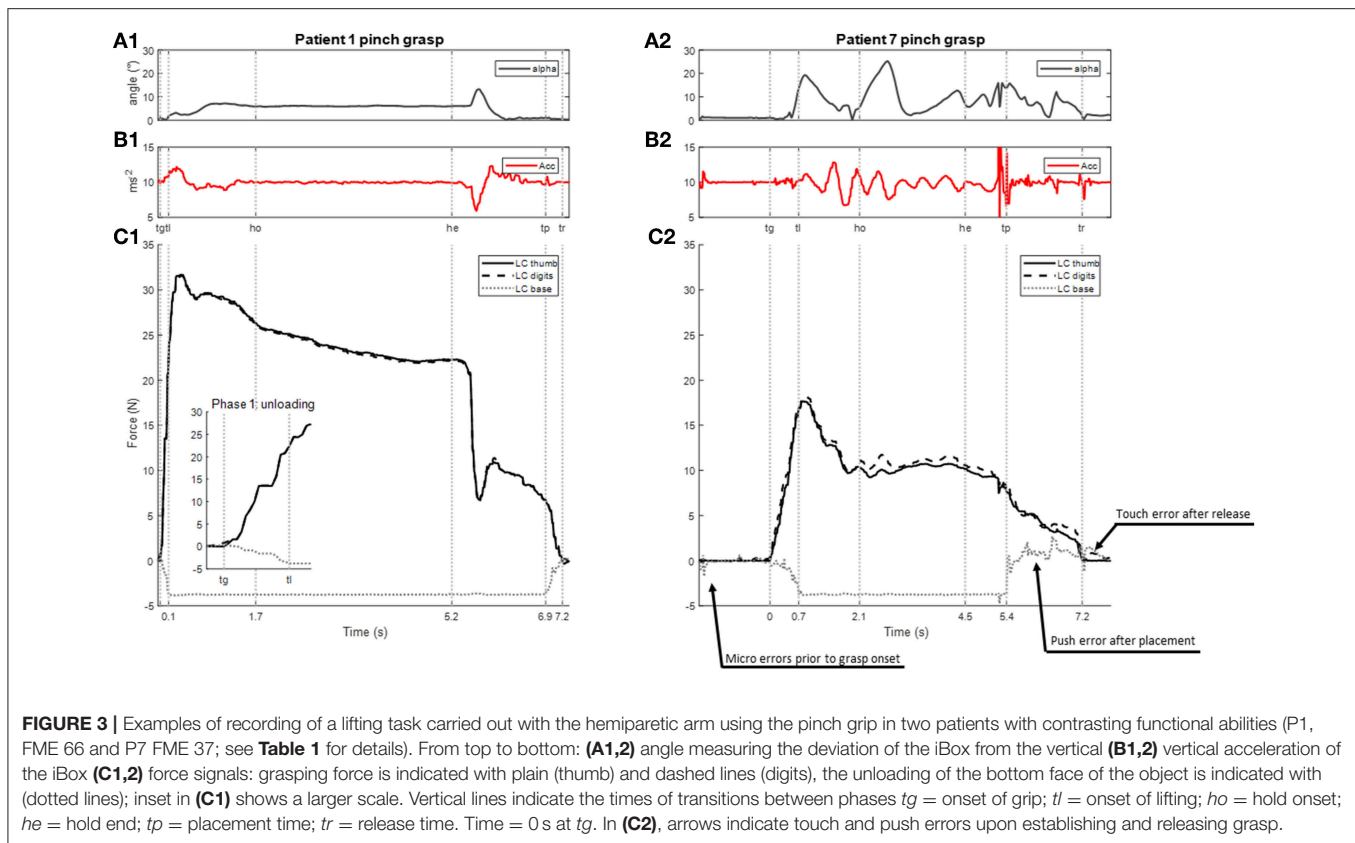 A1
Patient 1 pinch grasp
30
20
10
0
angle (°)
alpha
B1
15
10
5
ms²
Acc
tgtl ho he tp tr
C1
35
30
25
20
15
10
5
0
-5
Force (N)
LC thumb
LC digits
LC base
Phase 1: unloading
30
25
20
15
10
5
0
-5
tg tl
0.1 1.7 5.2 6.9 7.2
Time (s)
A2
Patient 7 pinch grasp
30
20
10
0
alpha
B2
15
10
5
Acc
tg tl ho he tp tr
C2
35
30
25
20
15
10
5
0
-5
LC thumb
LC digits
LC base
Touch error after release
Push error after placement
Micro errors prior to grasp onset
0 0.7 2.1 4.5 5.4 7.2
Time (s)
FIGURE 3 | Examples of recording of a lifting task carried out with the hemiparetic arm using the pinch grip in two patients with contrasting functional abilities (P1,
FME 66 and P7 FME 37; see Table 1 for details). From top to bottom: (A1,2) angle measuring the deviation of the iBox from the vertical (B1,2) vertical acceleration of
the iBox (C1,2) force signals: grasping force is indicated with plain (thumb) and dashed lines (digits), the unloading of the bottom face of the object is indicated with
(dotted lines); inset in (C1) shows a larger scale. Vertical lines indicate the times of transitions between phases tg = onset of grip; tl = onset of lifting; ho = hold onset;
he = hold end; tp = placement time; tr = release time. Time = 0 s at tg. In (C2), arrows indicate touch and push errors upon establishing and releasing grasp.